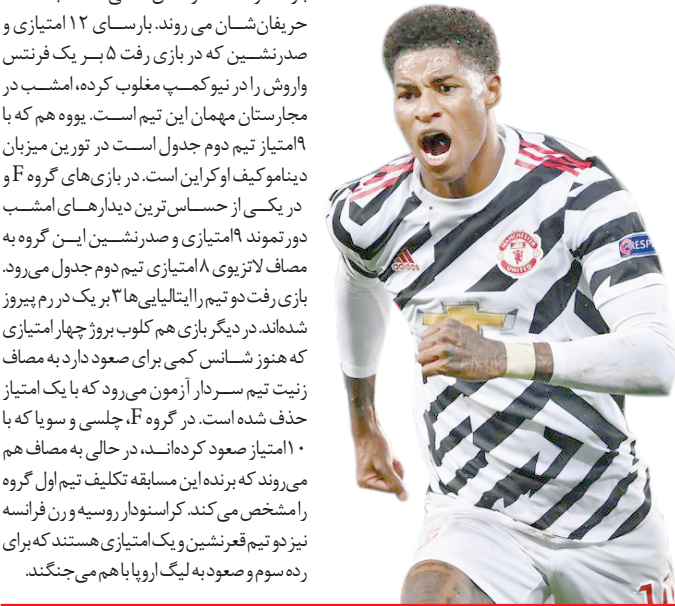 حریفان‌شان می روند. بارسای ۱۲ امتیازی و
صدرنشین که در بازی رفت ۵ بر یک فرنتس
واروش را در نیوکمپ مغلوب کرده، امشب در
مجارستان مهمان این تیم است. یووه هم که با
۹امتیاز تیم دوم جدول است در تورین میزبان
دیناموکیف اوکراین است. در بازی‌های گروه F و
در یکی از حساس‌ترین دیدارهای امشب
دورتموند ۹امتیازی و صدرنشین این گروه به
مصاف لاتزیوی ۸امتیازی تیم دوم جدول می‌رود.
بازی رفت دو تیم را ایتالیایی‌ها ۳ بر یک در رم پیروز
شده‌اند. در دیگر بازی هم کلوب بروژ چهار امتیازی
که هنوز شانس کمی برای صعود دارد به مصاف
زنیت تیم سردار آزمون می‌رود که با یک امتیاز
حذف شده است. در گروه F، چلسی و سویا که با
۱۰امتیاز صعود کرده‌اند، در حالی به مصاف هم
می‌روند که برنده این مسابقه تکلیف تیم اول گروه
را مشخص می‌کند. کراسنودار روسیه و رن فرانسه
نیز دو تیم قعرنشین و یک امتیازی هستند که برای
رده سوم و صعود به لیگ اروپا با هم می‌جنگند.
MANCHESTER
UNITED
adidas
RESP
10